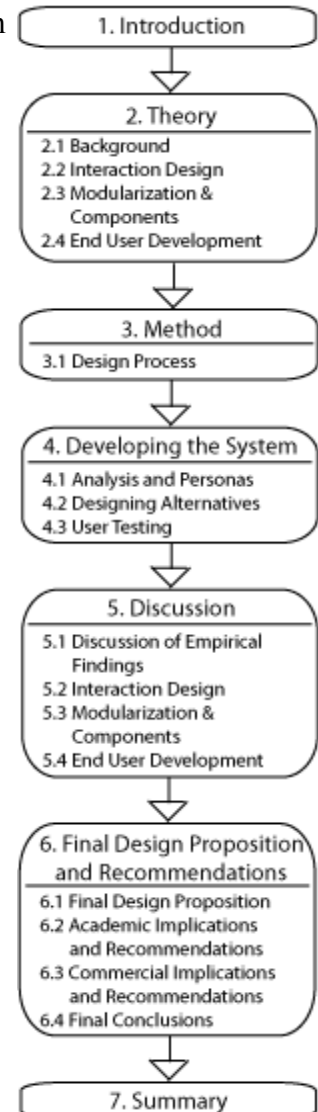 1. Introduction
2. Theory
2.1 Background
2.2 Interaction Design
2.3 Modularization &
Components
2.4 End User Development
3. Method
3.1 Design Process
4. Developing the System
4.1 Analysis and Personas
4.2 Designing Alternatives
4.3 User Testing
5. Discussion
5.1 Discussion of Empirical
Findings
5.2 Interaction Design
5.3 Modularization &
Components
5.4 End User Development
6. Final Design Proposition
and Recommendations
6.1 Final Design Proposition
6.2 Academic Implications
and Recommendations
6.3 Commercial Implications
and Recommendations
6.4 Final Conclusions
7. Summary